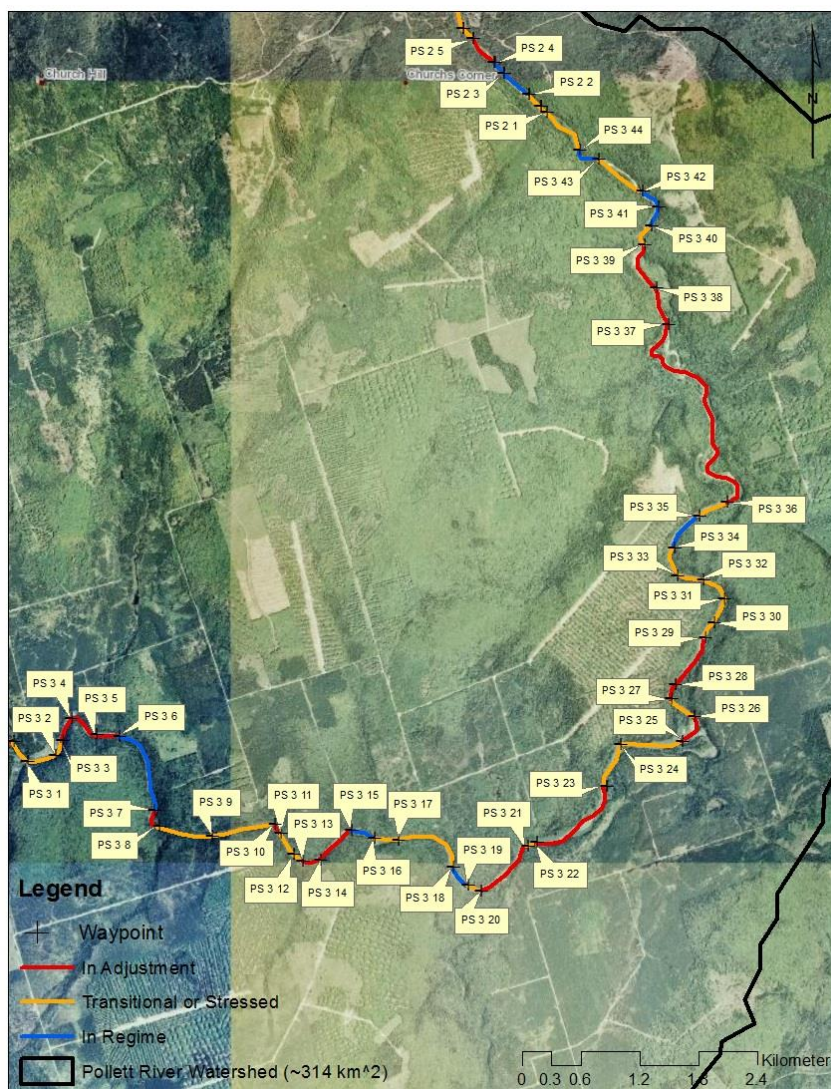 PS 2 5
PS 2 4
Church Hill
Churchs Corner
PS 2 3
PS 2 2
PS 2 1
PS 3 44
PS 3 43
PS 3 42
PS 3 41
PS 3 40
PS 3 39
PS 3 38
PS 3 37
PS 3 36
PS 3 35
PS 3 34
PS 3 33
PS 3 32
PS 3 31
PS 3 30
PS 3 29
PS 3 28
PS 3 27
PS 3 26
PS 3 25
PS 3 24
PS 3 23
PS 3 4
PS 3 5
PS 3 2
PS 3 6
PS 3 3
PS 3 1
PS 3 7
PS 3 8
PS 3 9
PS 3 10
PS 3 11
PS 3 13
PS 3 12
PS 3 14
PS 3 15
PS 3 16
PS 3 17
PS 3 18
PS 3 19
PS 3 20
PS 3 21
PS 3 22
N
Legend
Waypoint
In Adjustment
Transitional or Stressed
In Regime
Pollett River Watershed (~314 km^2)
Kilometer
0 0.3 0.6 1.2 1.8 2.4